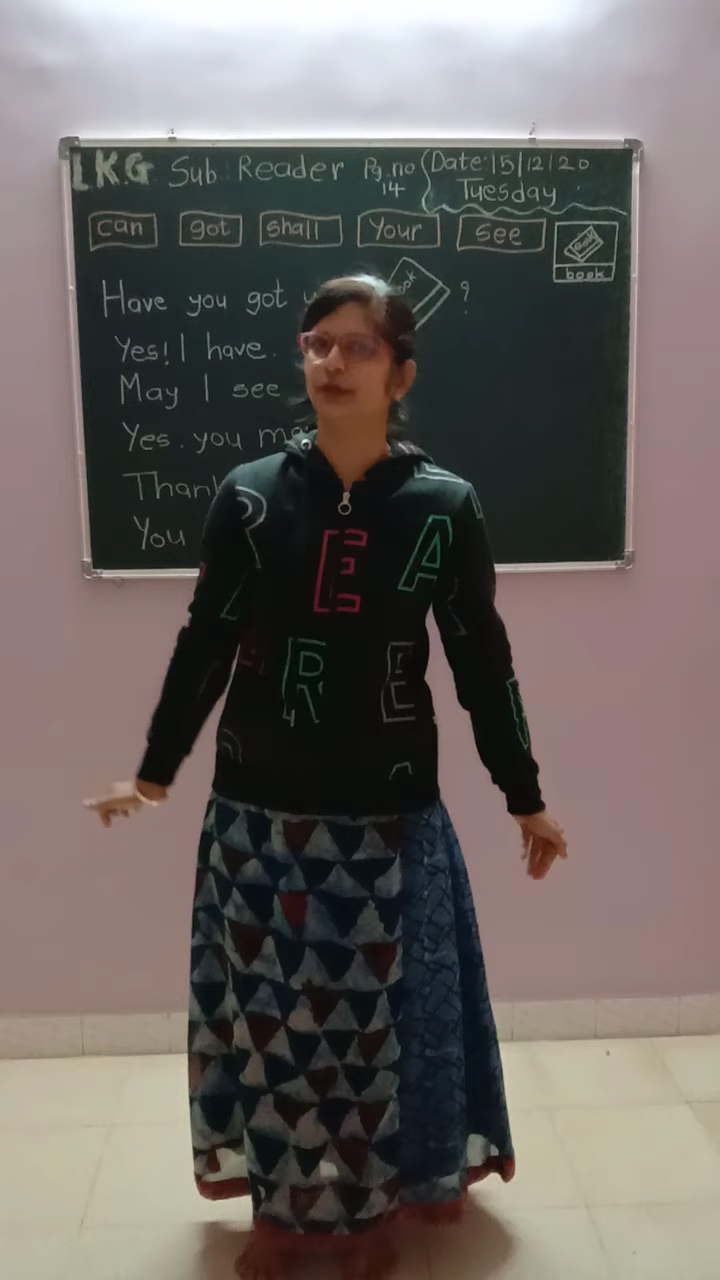 LKG Sub: Reader Pg.no 14 Date:15/12/20
Tuesday
can got shall Your see
book
Have you got ?
Yes! I have.
May I see
Yes. you
Thank
You
E A
R E